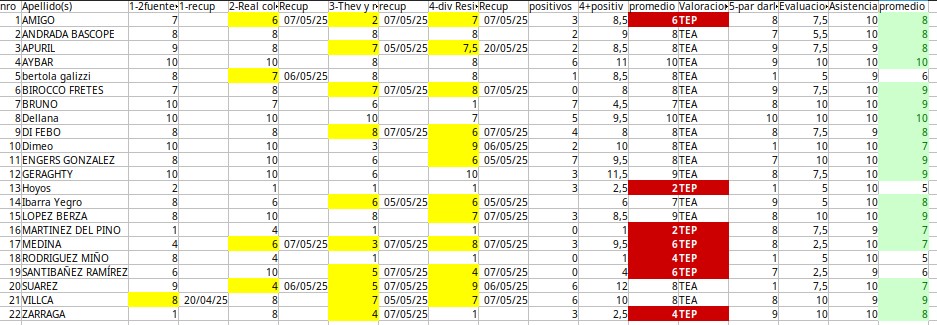 nro Apellido(s) 1-2fuente 1-recup 2-Real col Recup 3-Thev y n recup 4-div Resi Recup positivos 4+positiv promedio Valoracio 5-par darl Evaluacio Asistencia promedio
1 AMIGO 7 6 07/05/25 2 07/05/25 7 07/05/25 3 8,5 6 TEP 8 7,5 10 8
2 ANDRADA BASCOPE 8 8 8 8 2 9 8 TEA 7 5,5 10 8
3 APURIL 9 8 7 05/05/25 7,5 20/05/25 2 8,5 8 TEA 9 7,5 10 8
4 AYBAR 10 10 8 8 6 11 10 TEA 9 10 10 10
5 bertola galizzi 8 7 06/05/25 8 8 1 8,5 8 TEA 1 5 9 6
6 BIROCCO FRETES 7 8 7 07/05/25 8 07/05/25 0 8 8 TEA 9 7,5 10 9
7 BRUNO 10 7 6 1 7 4,5 7 TEA 8 10 10 9
8 Dellana 10 10 10 7 5 9,5 10 TEA 10 10 10 10
9 DI FEBO 8 8 8 07/05/25 8 07/05/25 4 8 8 TEA 8 7,5 10 9
10 Dimeo 10 10 3 9 06/05/25 2 10 8 TEA 1 10 10 7
11 ENGERS GONZALEZ 8 10 6 6 05/05/25 7 9,5 8 TEA 7 10 10 9
12 GERAGHTY 10 10 6 10 3 11,5 9 TEA 8 7,5 10 9
13 Hoyos 2 1 1 1 3 2,5 2 TEP 1 5 10 5
14 Ibarra Yegro 8 6 6 05/05/25 6 05/05/25 6 7 TEA 9 5 10 8
15 LOPEZ BERZA 8 10 8 7 07/05/25 3 8,5 9 TEA 8 10 10 9
16 MARTINEZ DEL PINO 1 4 1 1 0 1 2 TEP 8 7,5 9 7
17 MEDINA 4 6 07/05/25 3 07/05/25 8 07/05/25 3 9,5 6 TEP 8 2,5 10 7
18 RODRIGUEZ MIÑO 8 4 1 1 0 1 4 TEP 1 5 10 5
19 SANTIBAÑEZ RAMÍREZ 6 10 5 07/05/25 4 07/05/25 0 4 6 TEP 7 2,5 9 6
20 SUAREZ 9 4 06/05/25 5 07/05/25 9 06/05/25 6 12 8 TEA 1 10 10 7
21 VILLCA 8 20/04/25 8 7 05/05/25 7 07/05/25 6 10 8 TEA 8 10 9 9
22 ZARRAGA 1 8 4 07/05/25 1 3 2,5 4 TEP 9 10 10 8